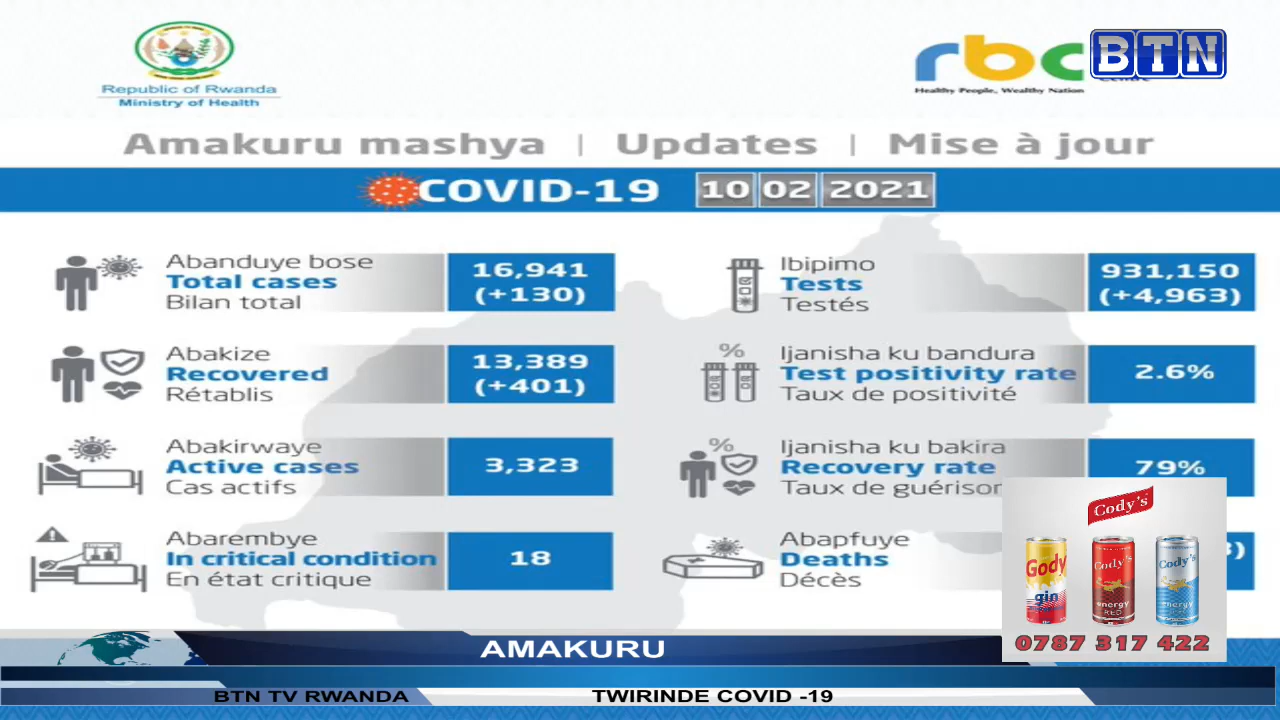 Republic of Rwanda
Ministry of Health
rbc
Healthy People, Wealthy Nation
BTN
Amakuru mashya | Updates | Mise à jour
COVID-19 10 02 2021
Abanduye bose
Total cases
Bilan total
16,941
(+130)
Ibipimo
Tests
Testés
931,150
(+4,963)
Abakize
Recovered
Rétablis
13,389
(+401)
%
Ijanisha ku bandura
Test positivity rate
Taux de positivité
2.6%
Abakirwaye
Active cases
Cas actifs
3,323
%
Ijanisha ku bakira
Recovery rate
Taux de guérison
79%
Abarembye
In critical condition
En état critique
18
Abapfuye
Deaths
Décès
Cody's
Gody
gin
Cody's
energy
RED
Cody's
energy
0787 317 422
AMAKURU
BTN TV RWANDA
TWIRINDE COVID -19